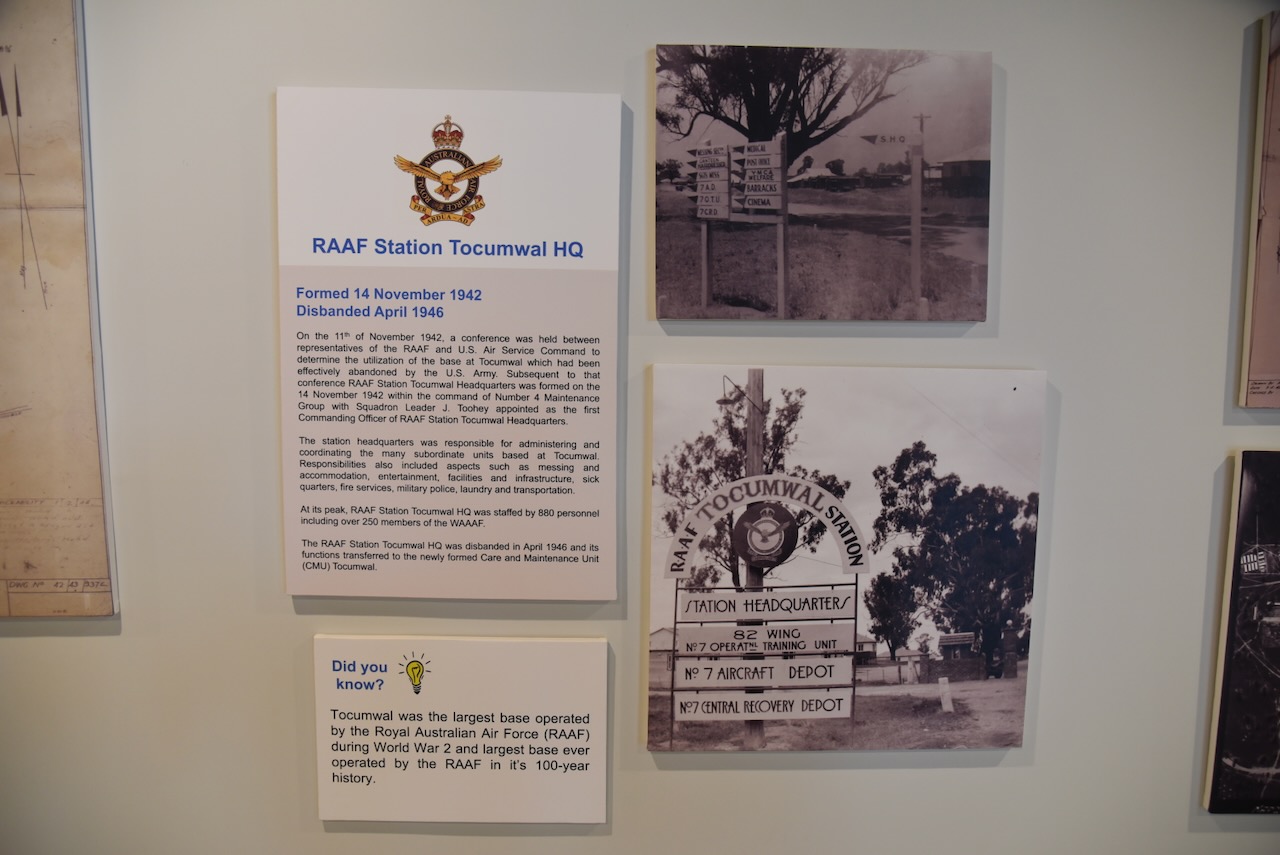 ROYAL AUSTRALIAN AIR FORCE
PER ARDUA AD ASTRA
RAAF Station Tocumwal HQ
Formed 14 November 1942
Disbanded April 1946
On the 11th of November 1942, a conference was held between
representatives of the RAAF and U.S. Air Service Command to
determine the utilization of the base at Tocumwal which had been
effectively abandoned by the U.S. Army. Subsequent to that
conference RAAF Station Tocumwal Headquarters was formed on the
14 November 1942 within the command of Number 4 Maintenance
Group with Squadron Leader J. Toohey appointed as the first
Commanding Officer of RAAF Station Tocumwal Headquarters.
The station headquarters was responsible for administering and
coordinating the many subordinate units based at Tocumwal.
Responsibilities also included aspects such as messing and
accommodation, entertainment, facilities and infrastructure, sick
quarters, fire services, military police, laundry and transportation.
At its peak, RAAF Station Tocumwal HQ was staffed by 880 personnel
including over 250 members of the WAAAF.
The RAAF Station Tocumwal HQ was disbanded in April 1946 and its
functions transferred to the newly formed Care and Maintenance Unit
(CMU) Tocumwal.
Did you
know?
Tocumwal was the largest base operated
by the Royal Australian Air Force (RAAF)
during World War 2 and largest base ever
operated by the RAAF in it's 100-year
history.
SGTS MESS
7 A.D.
7 O.T.U.
7 C.R.D.
MEDICAL
POST OFFICE
Y.M.C.A.
WELFARE
BARRACKS
CINEMA
S.H.Q
RAAF TOCUMWAL STATION
STATION HEADQUARTERS
82 WING
No 7 OPERATNL TRAINING UNIT
No 7 AIRCRAFT DEPOT
No 7 CENTRAL RECOVERY DEPOT
DWG No 42